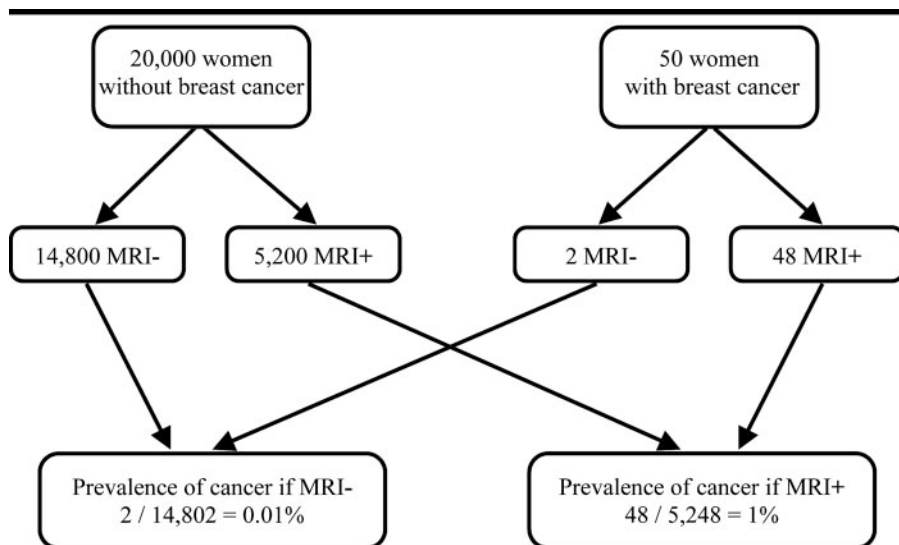 20,000 women
without breast cancer
50 women
with breast cancer
14,800 MRI-
5,200 MRI+
2 MRI-
48 MRI+
Prevalence of cancer if MRI-
2 / 14,802 = 0.01%
Prevalence of cancer if MRI+
48 / 5,248 = 1%